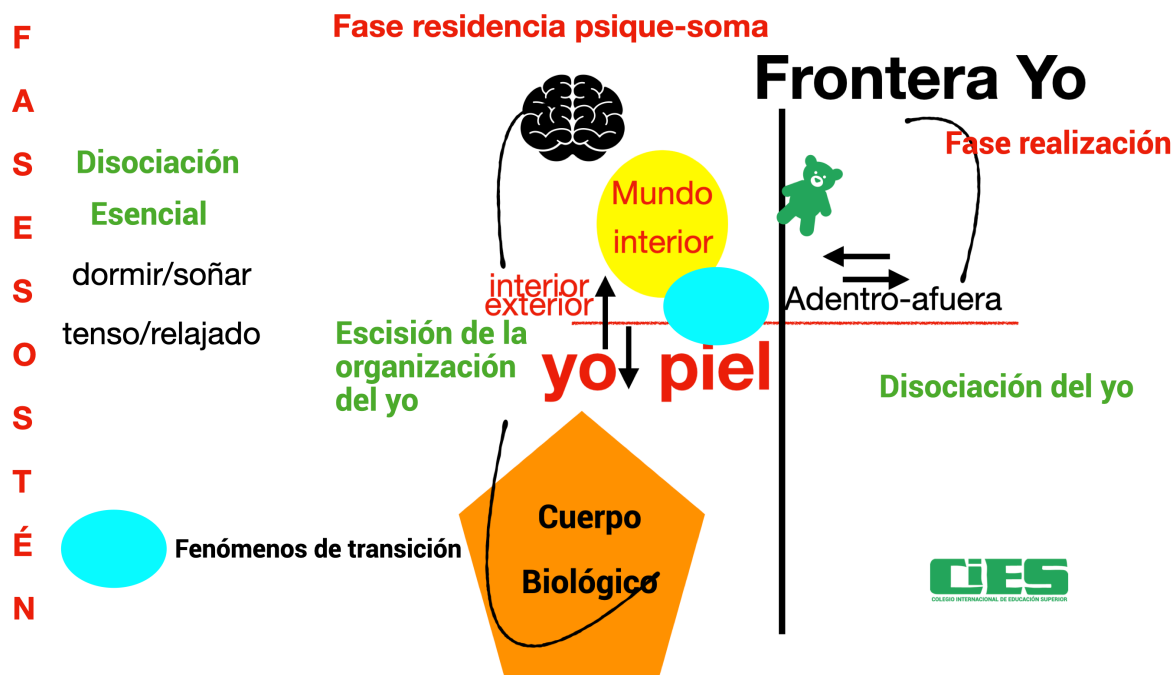 FASE SOSTÉN
Fase residencia psique-soma
Frontera Yo
Fase realización
Disociación
Esencial
dormir/soñar
tenso/relajado
Mundo
interior
interior
exterior
Adentro-afuera
Escisión de la
organización
del yo
yo piel
Disociación del yo
Cuerpo
Biológico
Fenómenos de transición
CiES
COLEGIO INTERNACIONAL DE EDUCACIÓN SUPERIOR